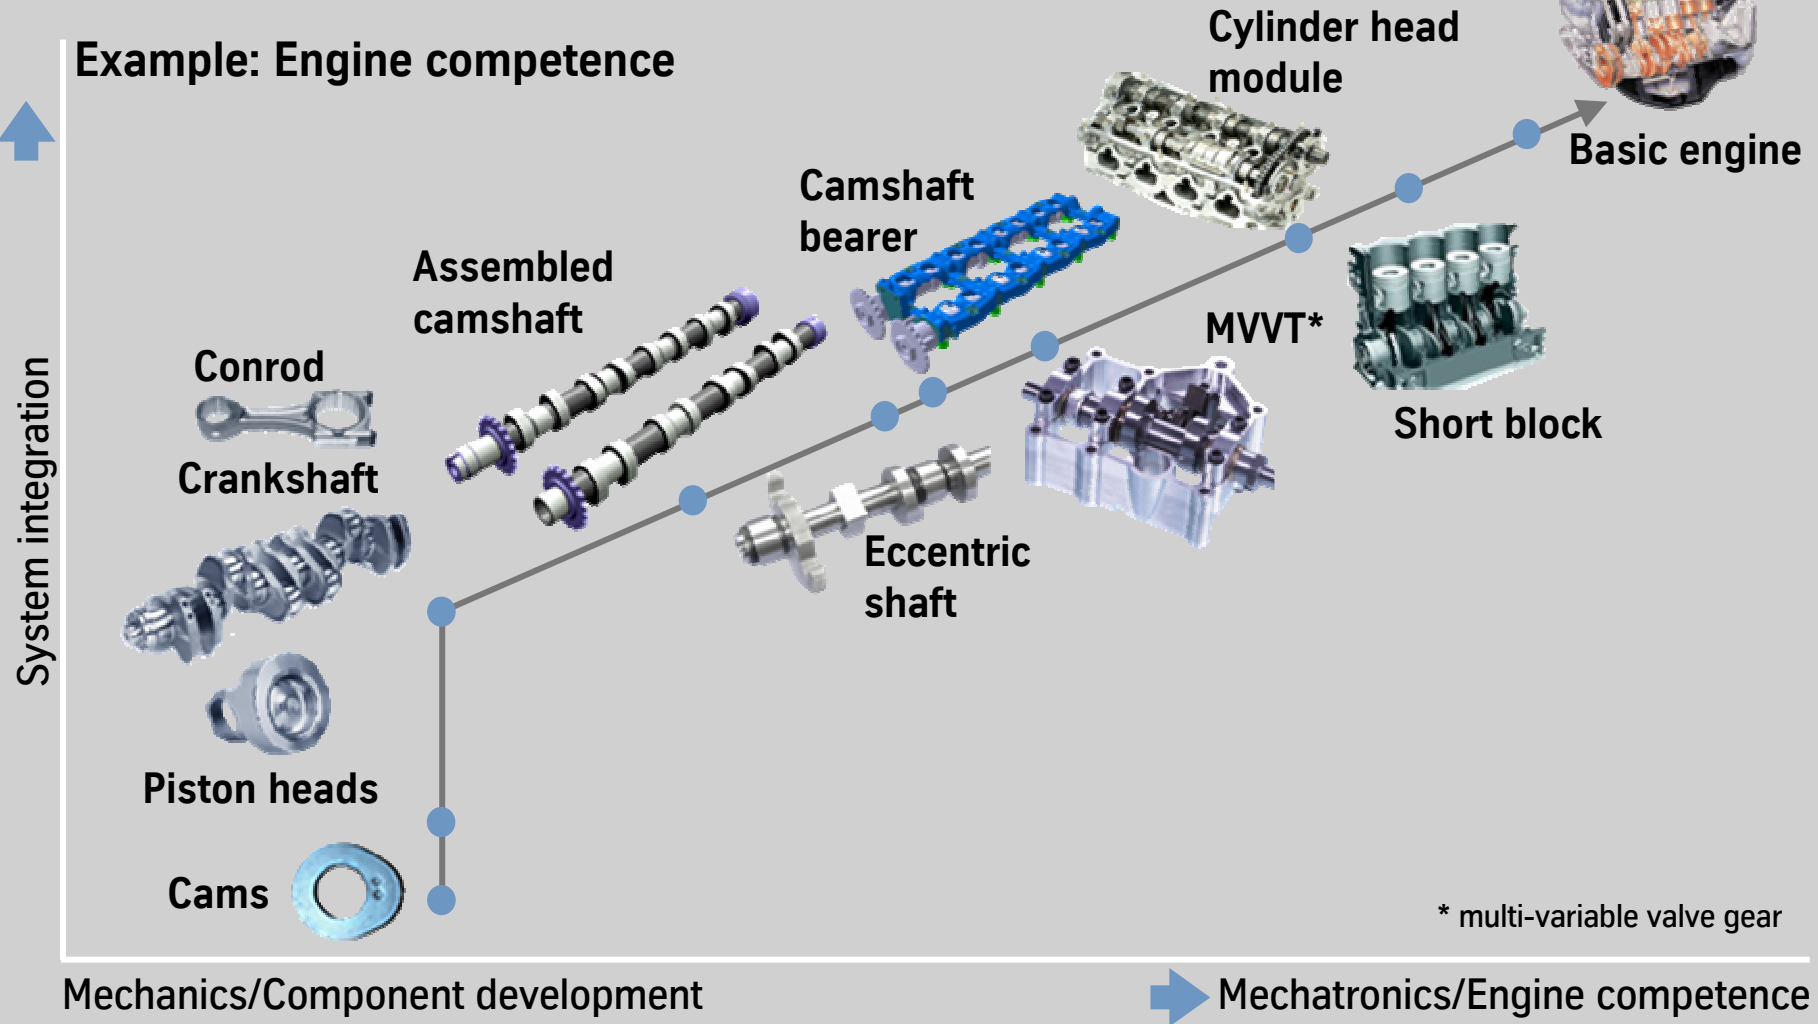 Example: Engine competence
Cylinder head
module
Basic engine
Camshaft
bearer
Assembled
camshaft
MVVT*
Conrod
Short block
Crankshaft
Eccentric
shaft
System integration
Piston heads
Cams
* multi-variable valve gear
Mechanics/Component development
Mechatronics/Engine competence